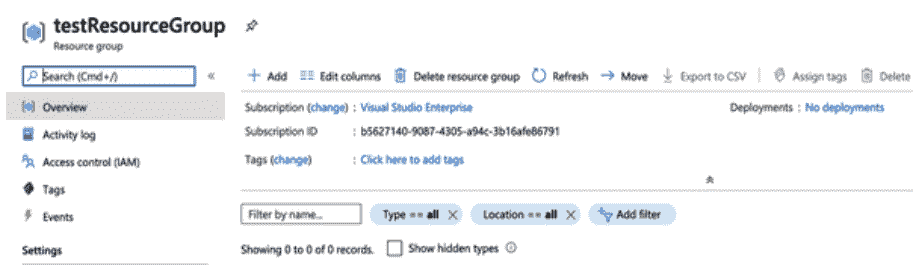 testResourceGroup
Resource group
Search (Cmd+/)
«
Add
Edit columns
Delete resource group
Refresh
Move
Export to CSV
Assign tags
Delete
Overview
Activity log
Access control (IAM)
Tags
Events
Settings
Subscription (change) : Visual Studio Enterprise
Deployments : No deployments
Subscription ID : b5627140-9087-4305-a94c-3b16afe86791
Tags (change) : Click here to add tags
Filter by name...
Type == all
Location == all
Add filter
Showing 0 to 0 of 0 records.
Show hidden types